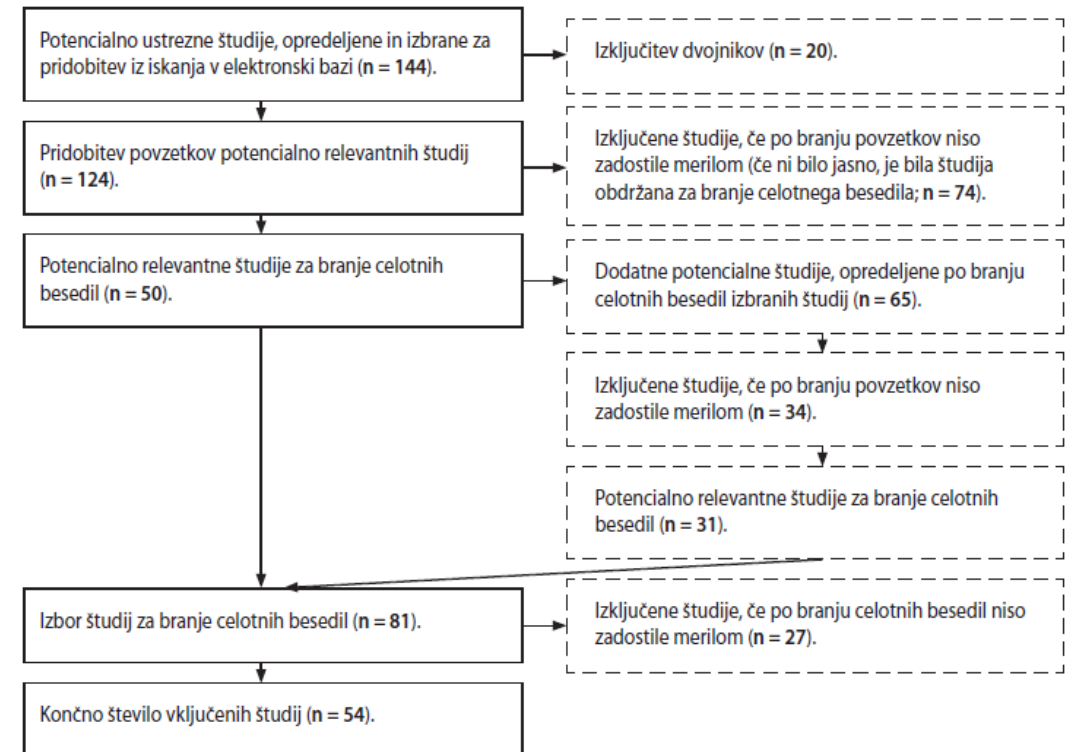 Potencialno ustrezne študije, opredeljene in izbrane za
pridobitev iz iskanja v elektronski bazi (n = 144).
Izključitev dvojnikov (n = 20).
Pridobitev povzetkov potencialno relevantnih študij
(n = 124).
Izključene študije, če po branju povzetkov niso
zadostile merilom (če ni bilo jasno, je bila študija
obdržana za branje celotnega besedila; n = 74).
Potencialno relevantne študije za branje celotnih
besedil (n = 50).
Dodatne potencialne študije, opredeljene po branju
celotnih besedil izbranih študij (n = 65).
Izključene študije, če po branju povzetkov niso
zadostile merilom (n = 34).
Potencialno relevantne študije za branje celotnih
besedil (n = 31).
Izbor študij za branje celotnih besedil (n = 81).
Izključene študije, če po branju celotnih besedil niso
zadostile merilom (n = 27).
Končno število vključenih študij (n = 54).